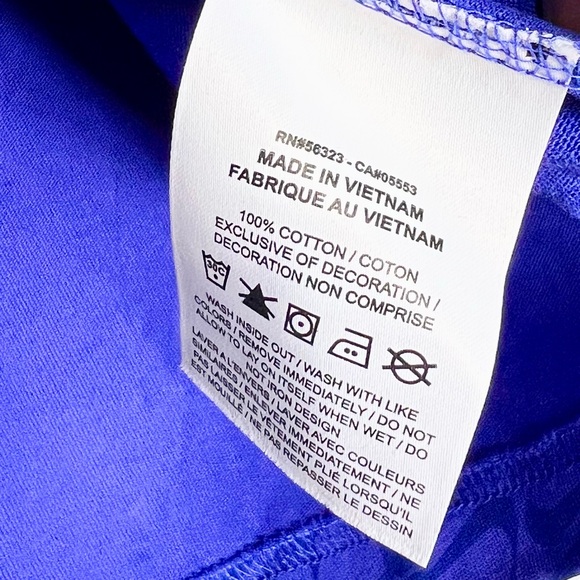 RN#56323 - CA#05553
MADE IN VIETNAM
FABRIQUE AU VIETNAM
100% COTTON / COTON
EXCLUSIVE OF DECORATION /
DECORATION NON COMPRISE
30C
WASH INSIDE OUT / WASH WITH LIKE
COLORS / REMOVE IMMEDIATELY / DO NOT
ALLOW TO LAY ON ITSELF WHEN WET / DO
NOT IRON DESIGN
LAVER A L'ENVERS / LAVER AVEC COULEURS
SIMILAIRES / ENLEVER IMMEDIATEMENT / NE
PAS LAISSER LE VÊTEMENT PLIÉ LORSQU'IL
EST MOUILLÉ / NE PAS REPASSER LE DESSIN